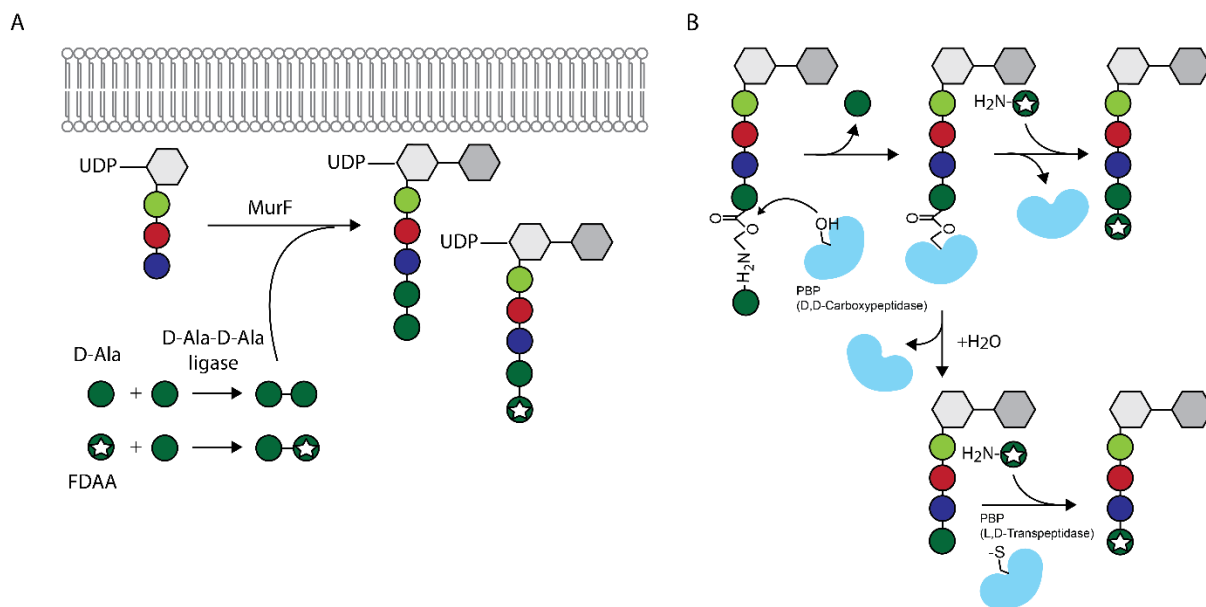 A
UDP
MurF
UDP
UDP
D-Ala
D-Ala-D-Ala
ligase
+
+
FDAA
B
H2N-
O
O
H2N
OH
PBP
(D,D-Carboxypeptidase)
O
O
+H2O
H2N-
PBP
(L,D-Transpeptidase)
-S